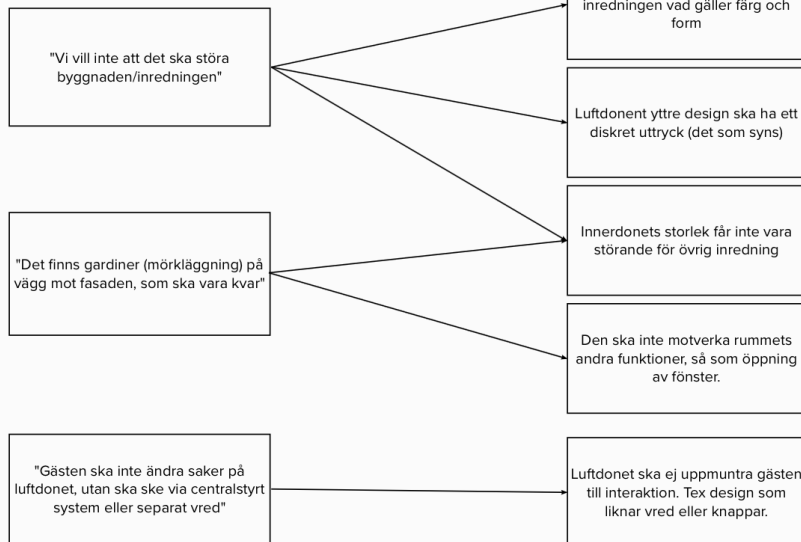 inredningen vad gäller färg och
form
"Vi vill inte att det ska störa
byggnaden/inredningen"
Luftdonent yttre design ska ha ett
diskret uttryck (det som syns)
Innerdonets storlek får inte vara
störande för övrig inredning
"Det finns gardiner (mörkläggning) på
vägg mot fasaden, som ska vara kvar"
Den ska inte motverka rummets
andra funktioner, så som öppning
av fönster.
"Gästen ska inte ändra saker på
luftdonet, utan ska ske via centralstyrt
system eller separat vred"
Luftdonet ska ej uppmuntra gästen
till interaktion. Tex design som
liknar vred eller knappar.